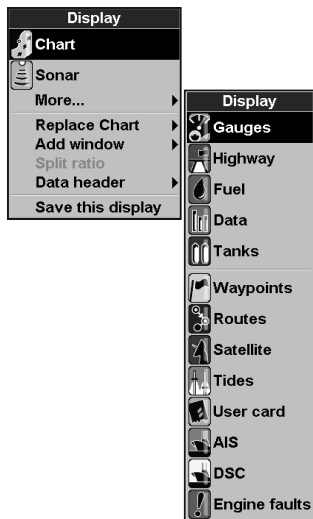 Display
Chart
Sonar
More...
Replace Chart
Add window
Split ratio
Data header
Save this display
Display
Gauges
Highway
Fuel
Data
Tanks
Waypoints
Routes
Satellite
Tides
User card
AIS
DSC
Engine faults